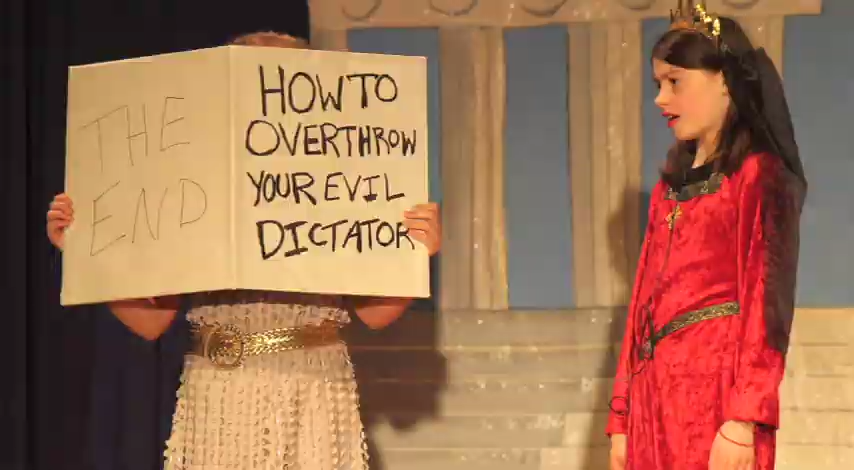 THE
END
HOW TO
OVERTHROW
YOUR EVIL
DICTATOR